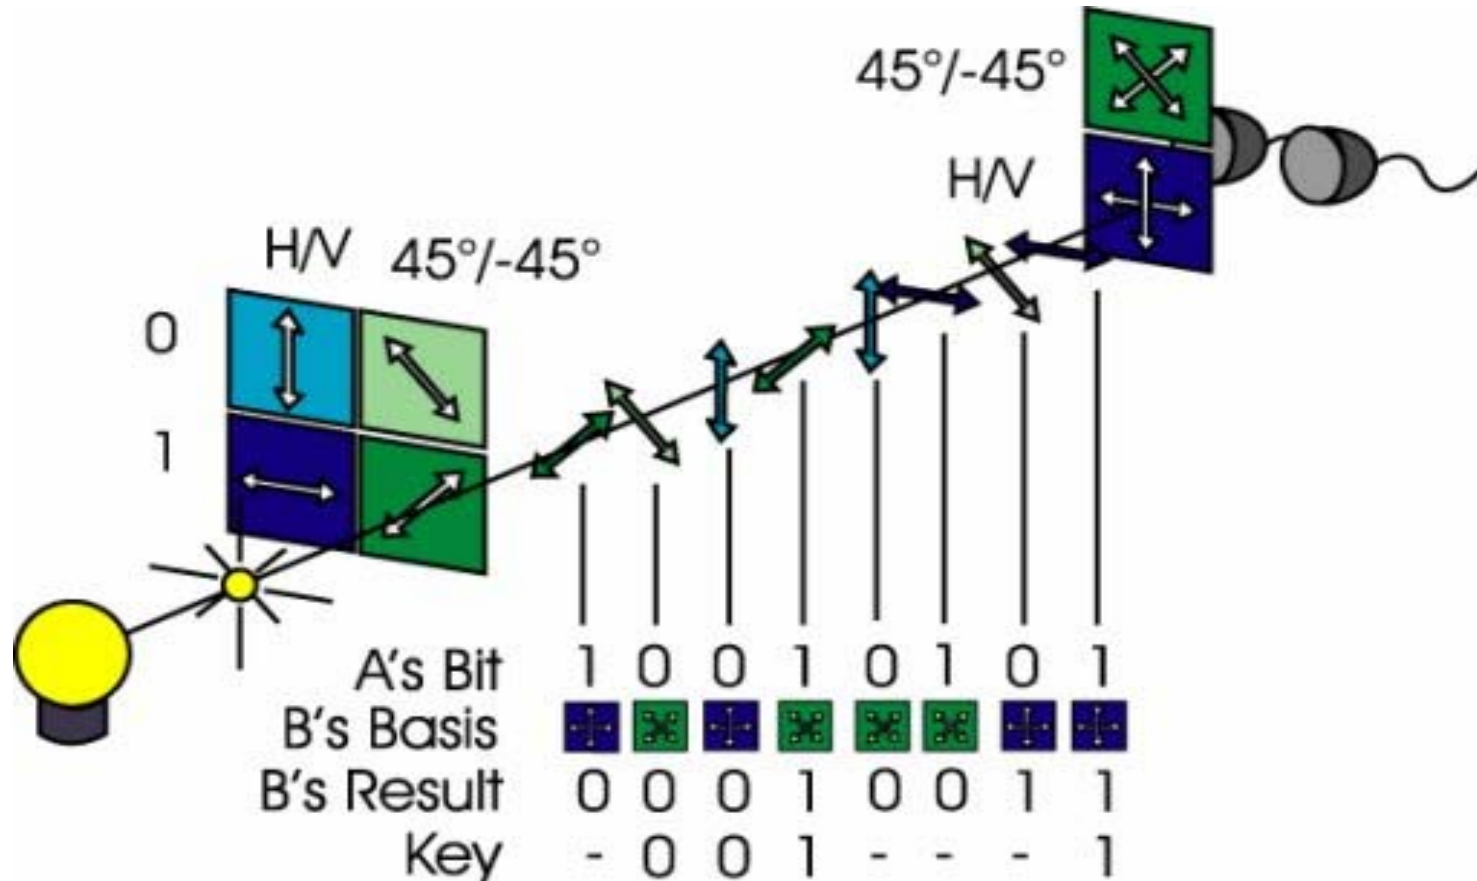 45°/-45°
H/V
H/V 45°/-45°
0
1
A's Bit 1 0 0 1 0 1 0 1
B's Basis
B's Result 0 0 0 1 0 0 1 1
Key - 0 0 1 - - - 1